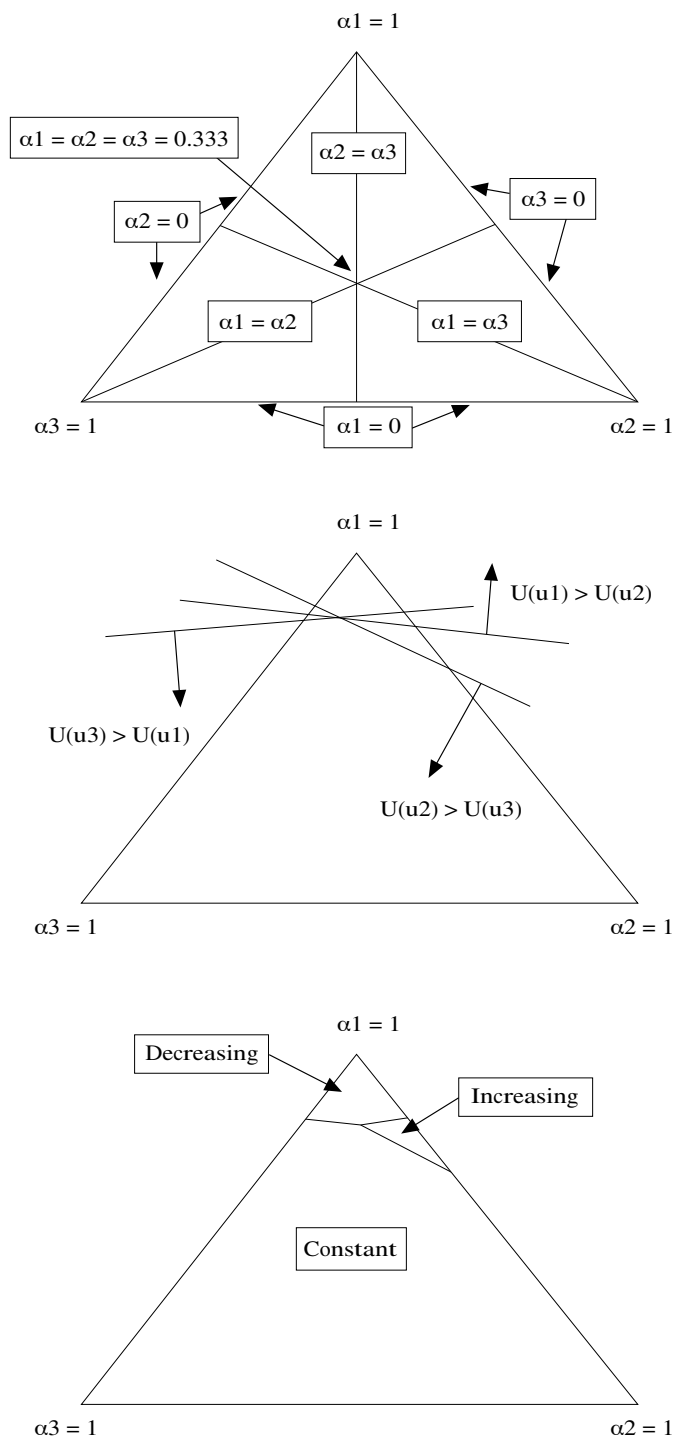 α1 = 1
α1 = α2 = α3 = 0.333
α2 = α3
α2 = 0
α3 = 0
α1 = α2
α1 = α3
α3 = 1
α1 = 0
α2 = 1
α1 = 1
U(u1) > U(u2)
U(u3) > U(u1)
U(u2) > U(u3)
α3 = 1
α2 = 1
α1 = 1
Decreasing
Increasing
Constant
α3 = 1
α2 = 1